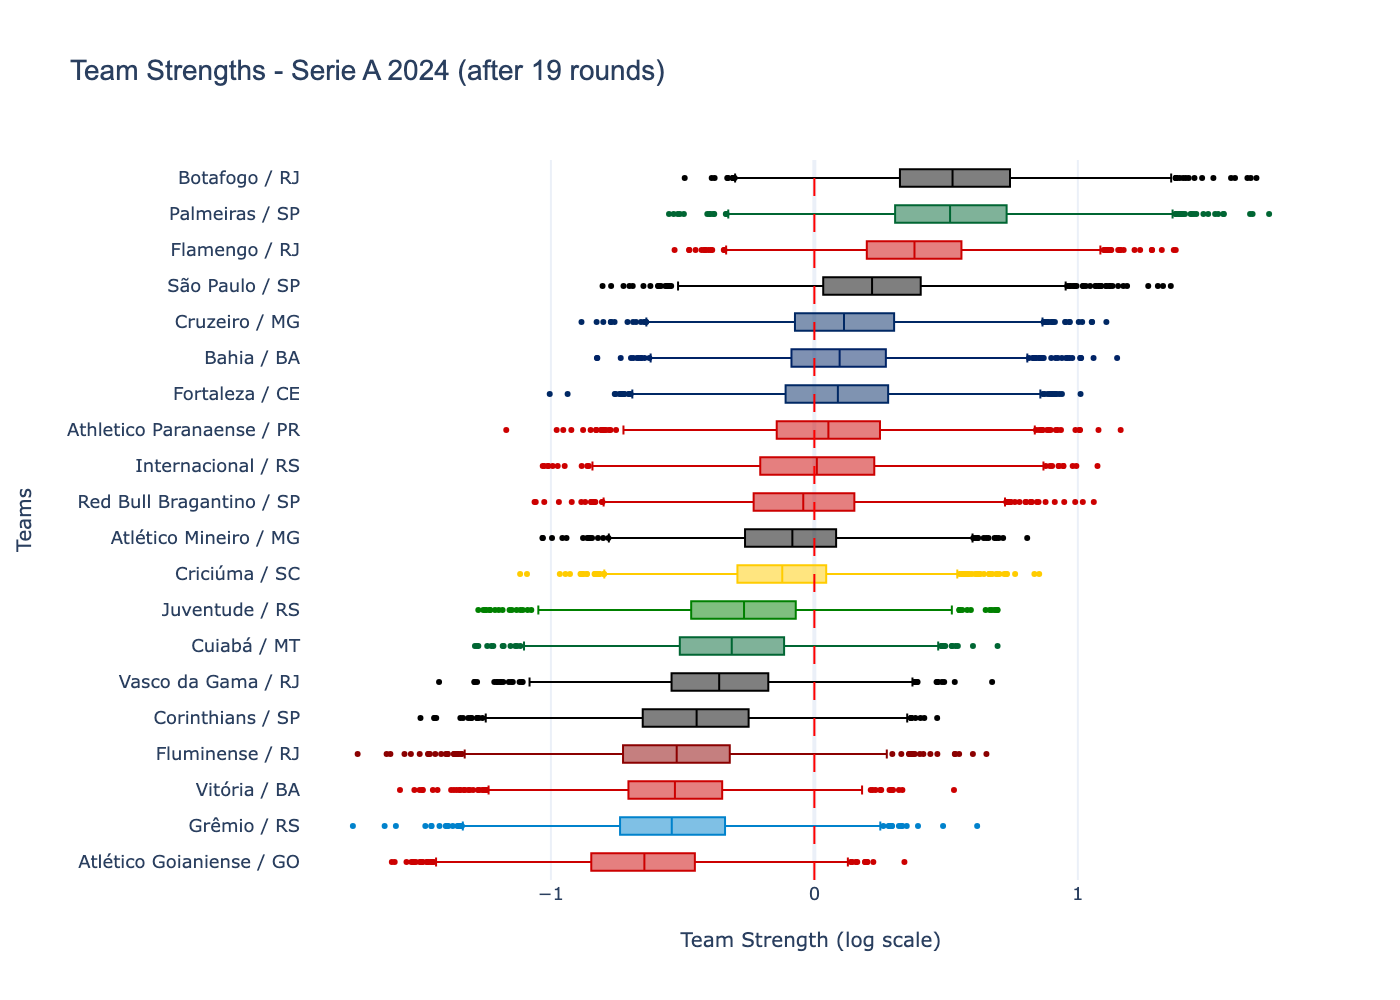 Team Strengths - Serie A 2024 (after 19 rounds)
Botafogo / RJ
Palmeiras / SP
Flamengo / RJ
São Paulo / SP
Cruzeiro / MG
Bahia / BA
Fortaleza / CE
Athletico Paranaense / PR
Internacional / RS
Red Bull Bragantino / SP
Atlético Mineiro / MG
Criciúma / SC
Juventude / RS
Cuiabá / MT
Vasco da Gama / RJ
Corinthians / SP
Fluminense / RJ
Vitória / BA
Grêmio / RS
Atlético Goianiense / GO
Teams
−1 0 1
Team Strength (log scale)